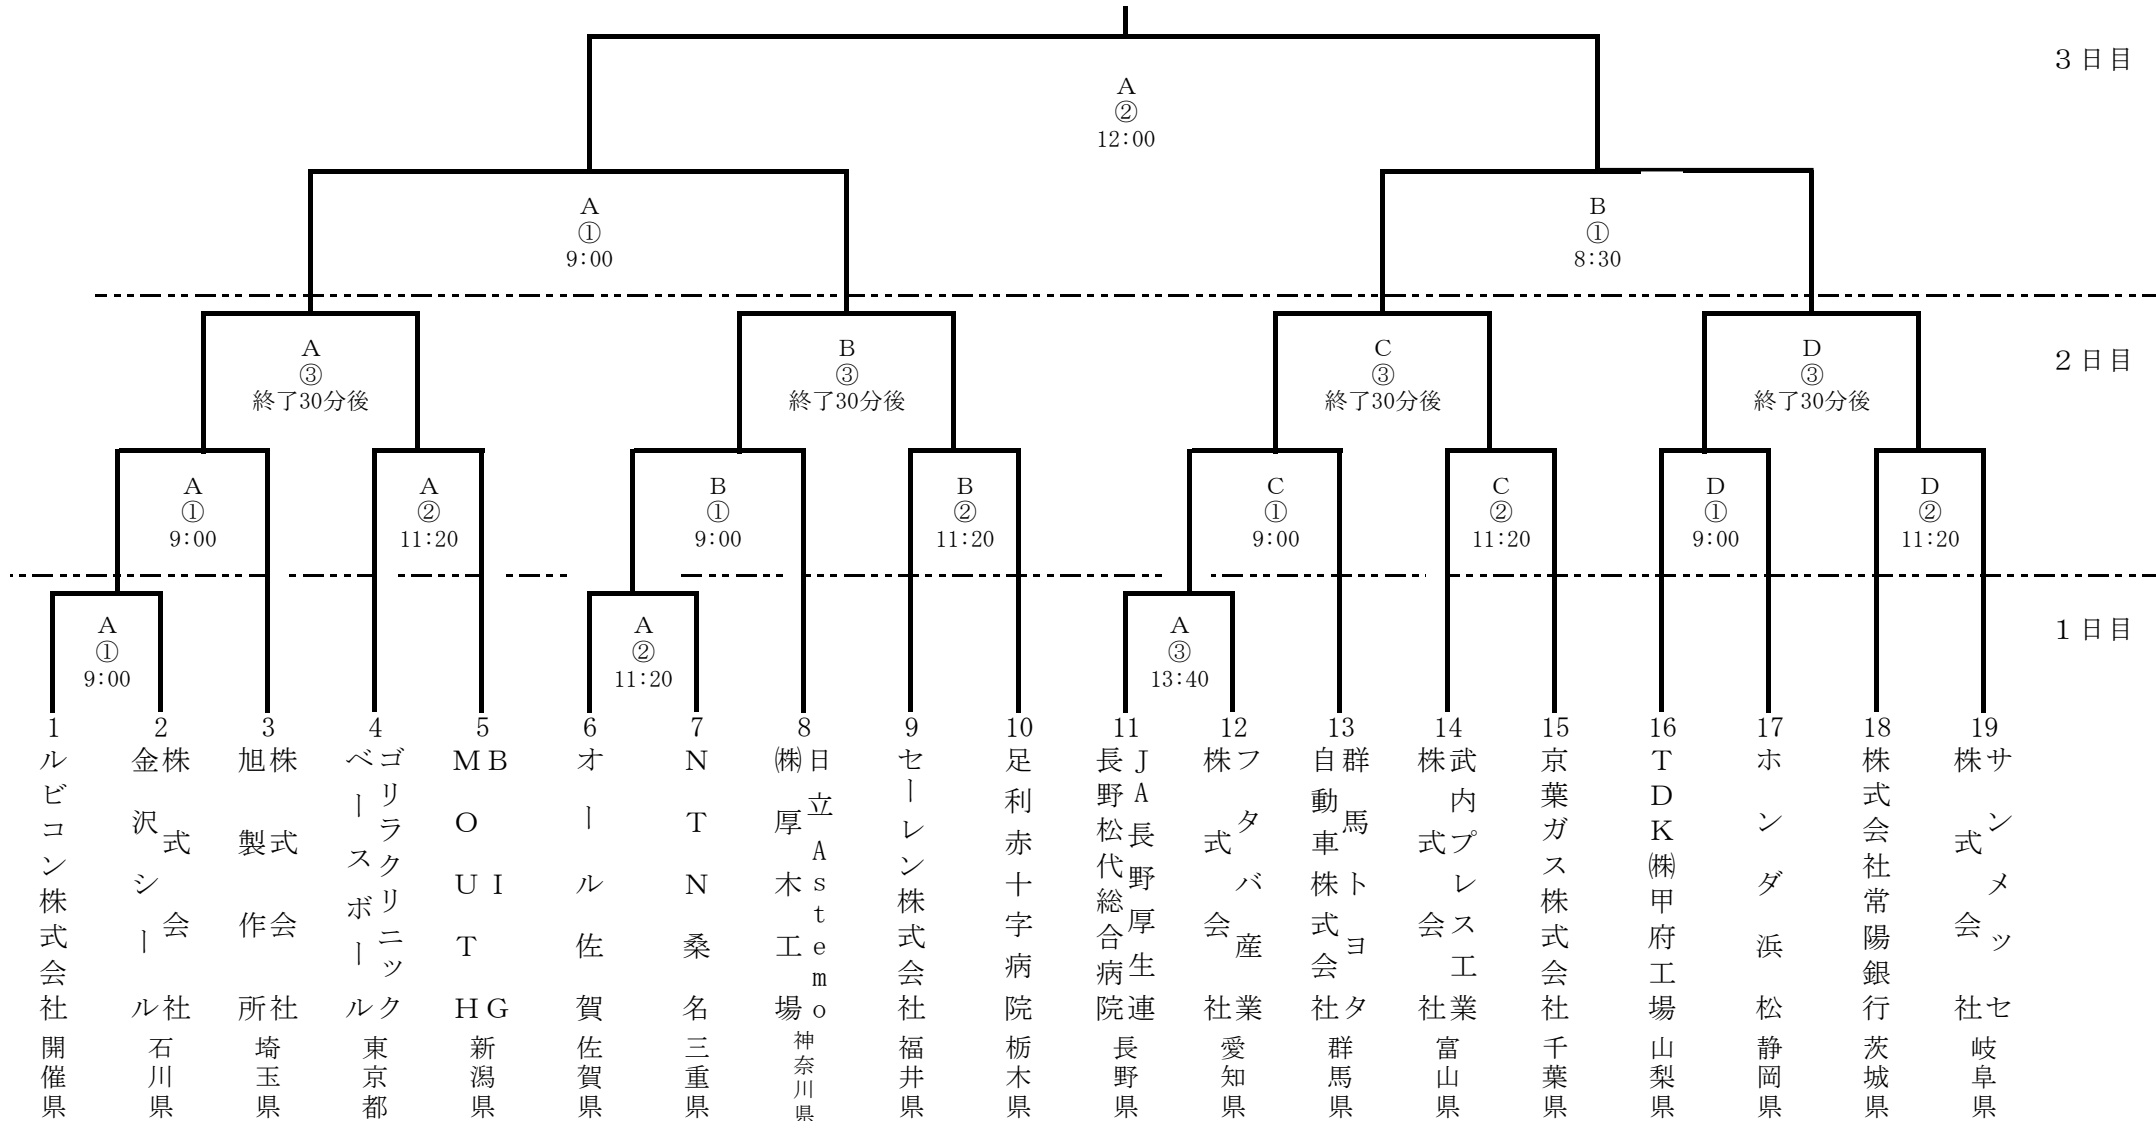 3日目
A
②
12:00
A
①
9:00
B
①
8:30
2日目
A
③
終了30分後
B
③
終了30分後
C
③
終了30分後
D
③
終了30分後
A
①
9:00
A
②
11:20
B
①
9:00
B
②
11:20
C
①
9:00
C
②
11:20
D
①
9:00
D
②
11:20
1日目
A
①
9:00
A
②
11:20
A
③
13:40
1
ルビコン株式会社
開催県
2
株式会社
金沢シール
石川県
3
株式会社
旭製作所
埼玉県
4
ゴリラクリニック
ベースボール
東京都
5
BIG
MOUTH
新潟県
6
オール佐賀
佐賀県
7
NTN桑名
三重県
8
日立Astemo
㈱厚木工場
神奈川県
9
セーレン株式会社
福井県
10
足利赤十字病院
栃木県
11
JA長野厚生連
長野松代総合病院
長野県
12
フタバ産業
株式会社
愛知県
13
群馬トヨタ
自動車株式会社
群馬県
14
武内プレス工業
株式会社
富山県
15
京葉ガス株式会社
千葉県
16
TDK㈱甲府工場
山梨県
17
ホンダ浜松
静岡県
18
株式会社常陽銀行
茨城県
19
サンメッセ
株式会社
岐阜県